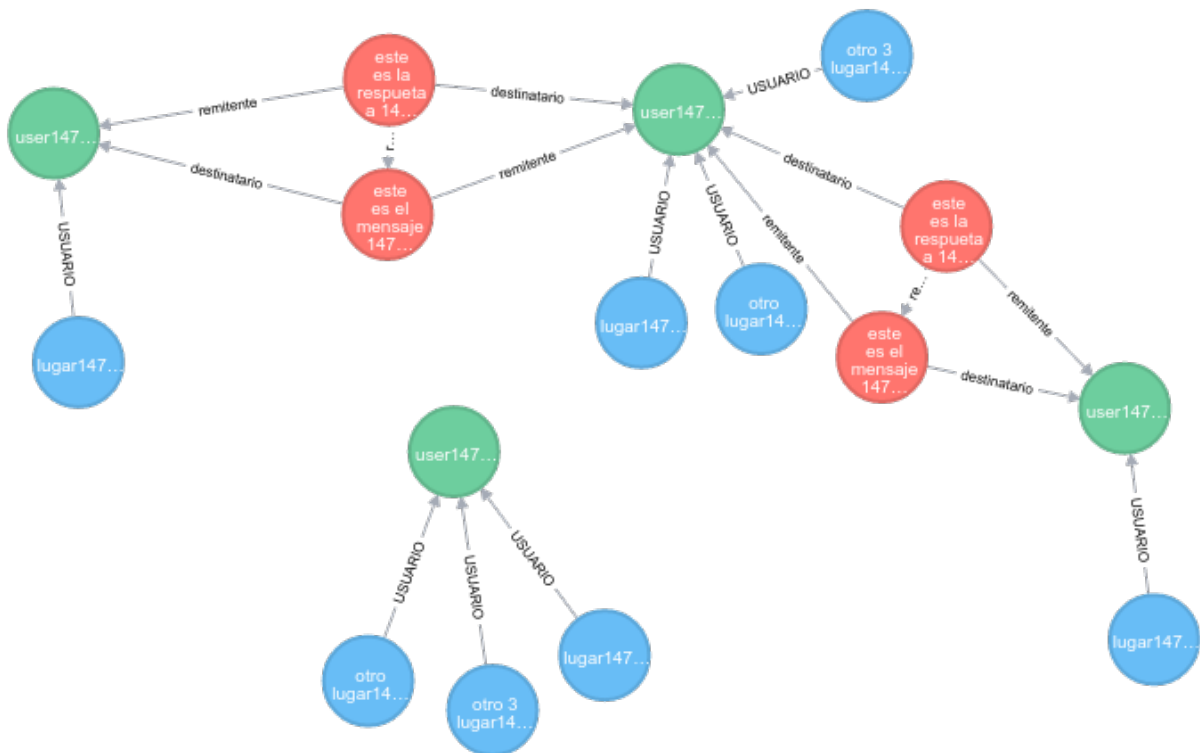 otro 3
lugar14…
este
es la
respueta
a 14…
USUARIO
remitente
destinatario
user147…
user147…
r…
destinatario
remitente
destinatario
este
es el
mensaje
147…
este
es la
respueta
a 14…
USUARIO
USUARIO
USUARIO
remitente
re…
remitente
lugar147…
otro
lugar14…
lugar147…
este
es el
mensaje
147…
destinatario
user147…
user147…
USUARIO
USUARIO
USUARIO
USUARIO
otro
lugar14…
otro 3
lugar14…
lugar147…
lugar147…